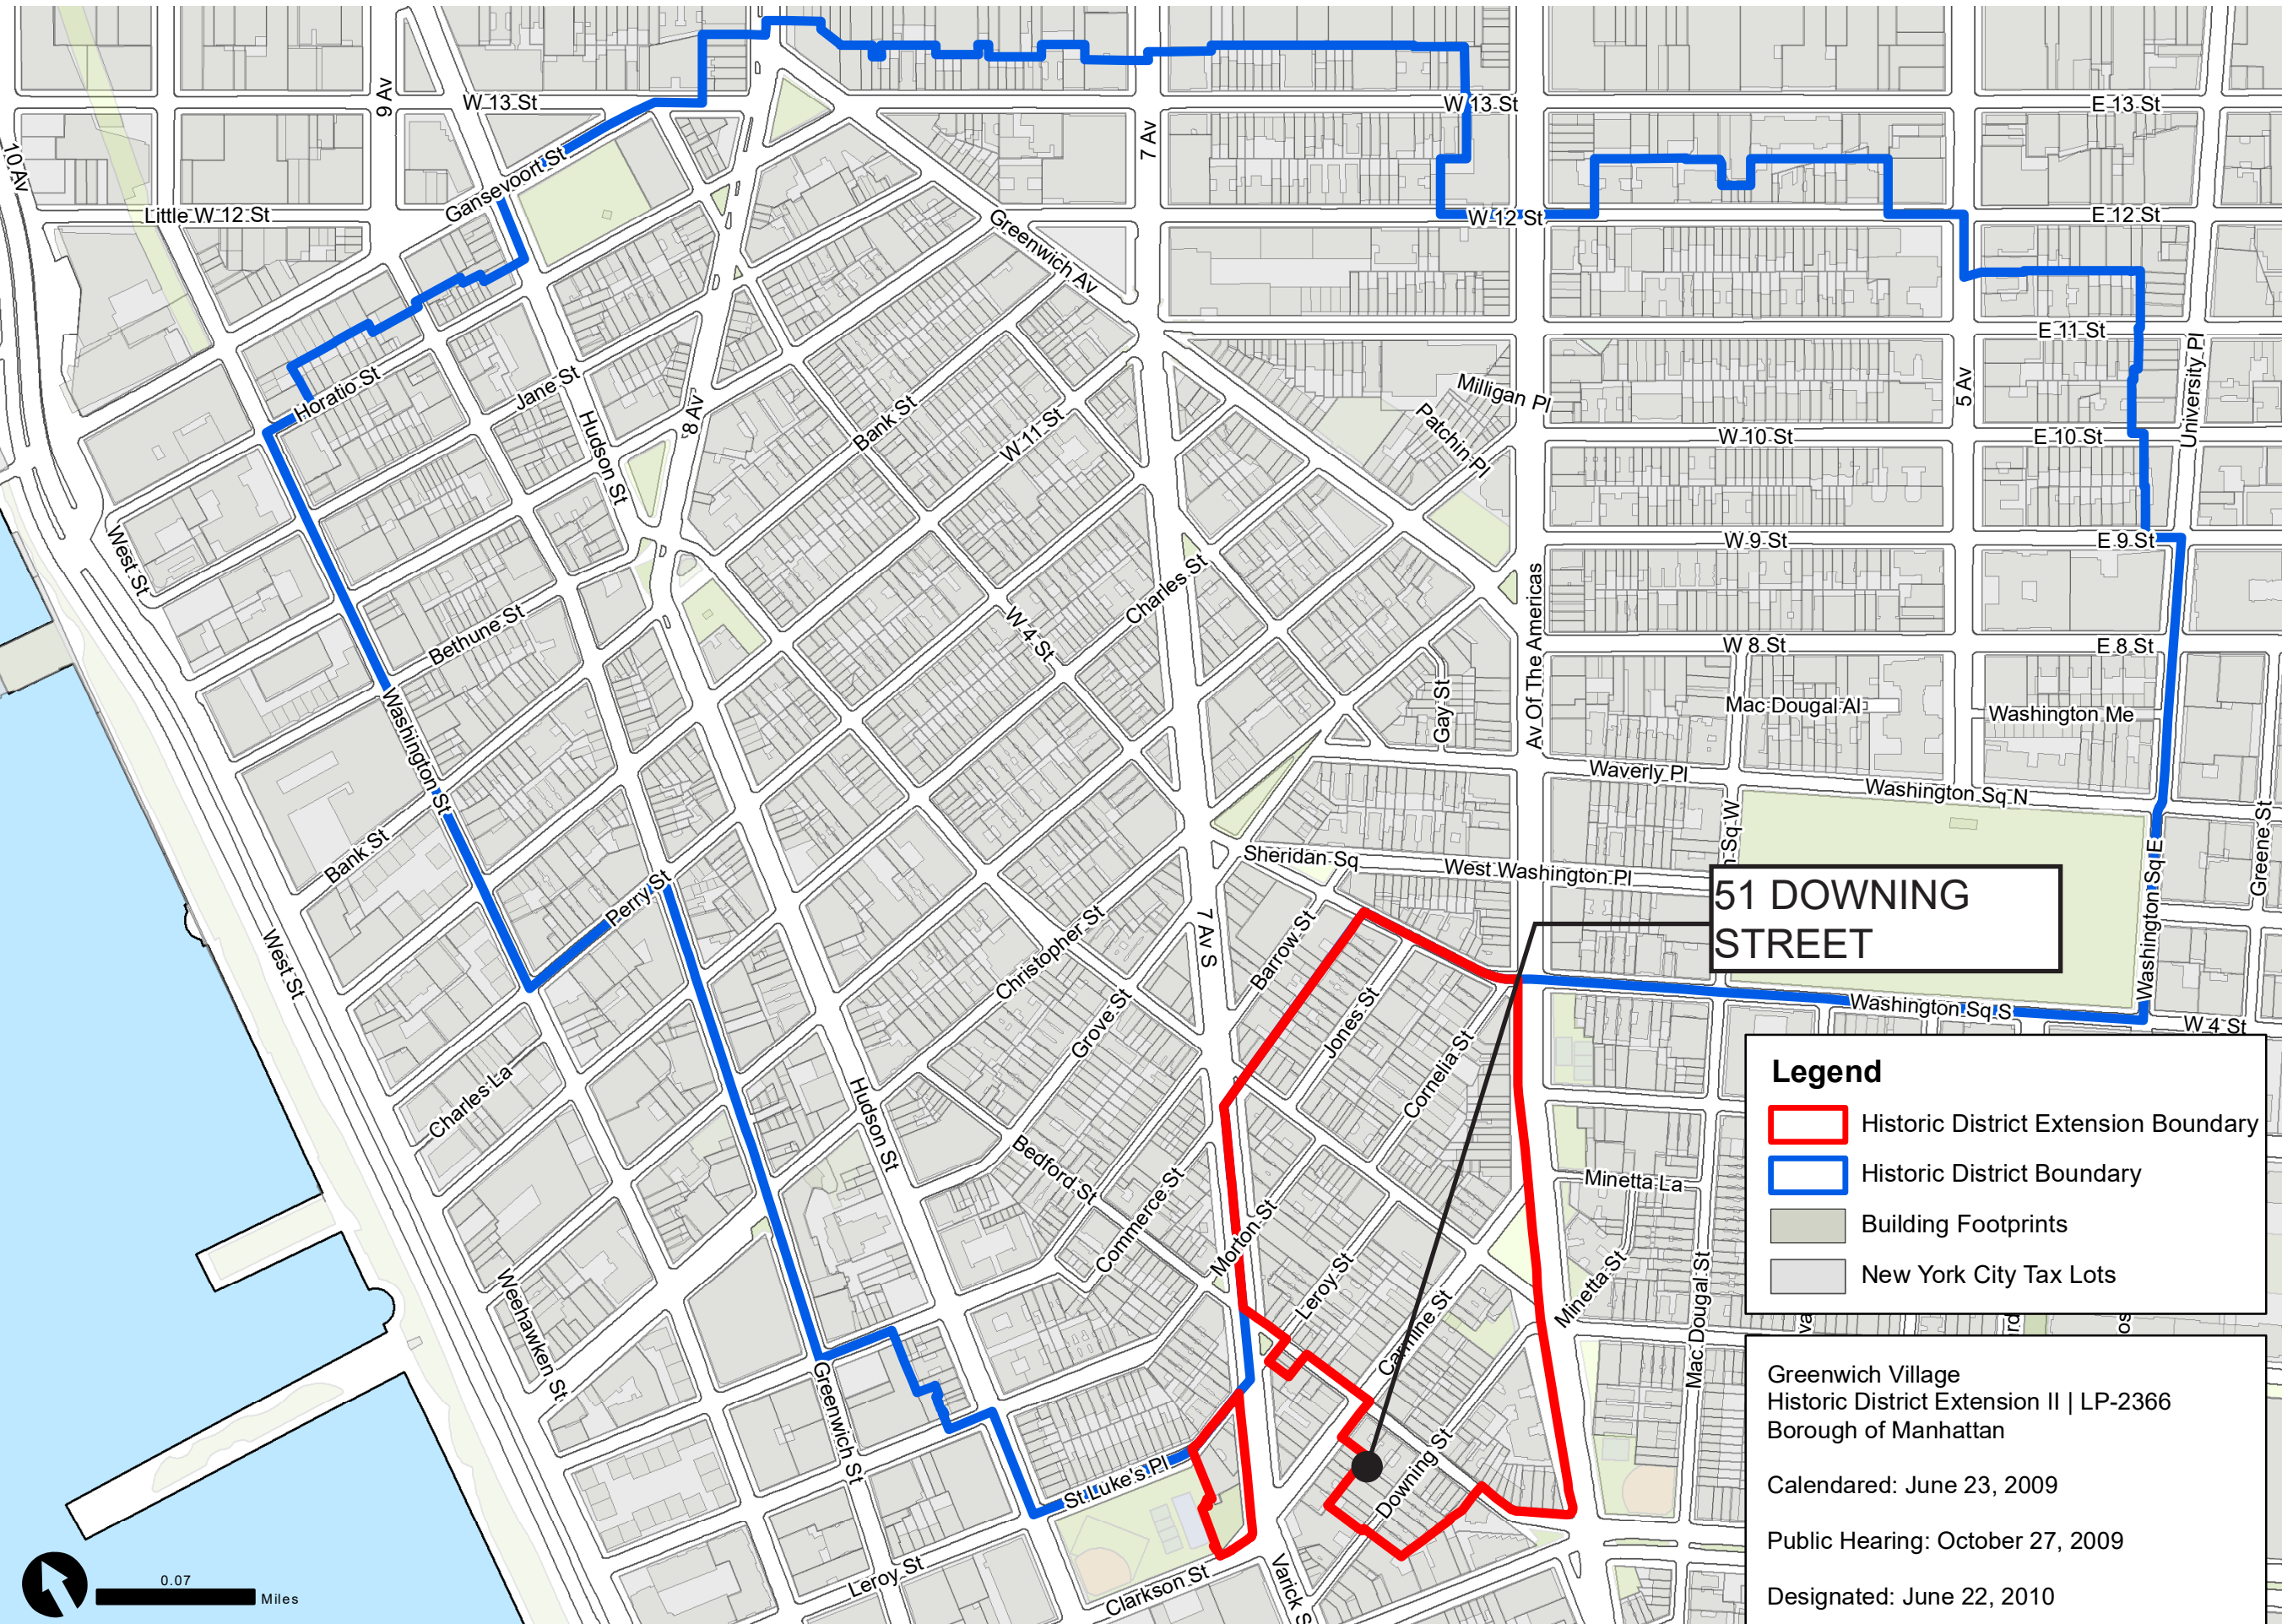 W 13 St
W 13 St
E 13 St
9 Av
10 Av
7 Av
Gansevoort St
Little W 12 St
Greenwich Av
W 12 St
E 12 St
E 11 St
University Pl
5 Av
Horatio St
Jane St
Hudson St
8 Av
Bank St
W 11 St
Milligan Pl
Patchin Pl
W 10 St
E 10 St
West St
Bethune St
W 4 St
Charles St
Av Of The Americas
W 9 St
E 9 St
W 8 St
E 8 St
Gay St
Mac Dougal Al
Washington Me
Washington St
Waverly Pl
Washington Sq N
Bank St
Perry St
Sheridan Sq
West Washington Pl
Sq W
Washington Sq E
Greene St
51 DOWNING
STREET
West St
Christopher St
7 Av S
Barrow St
Grove St
Jones St
Cornelia St
Washington Sq S
W 4 St
Charles La
Hudson St
Bedford St
Commerce St
Morton St
Leroy St
Carmine St
Minetta La
Minetta St
Mac Dougal St
Weehawken St
Greenwich St
St Luke's Pl
Downing St
Leroy St
Clarkson St
Varick S
Legend
Historic District Extension Boundary
Historic District Boundary
Building Footprints
New York City Tax Lots
Greenwich Village
Historic District Extension II | LP-2366
Borough of Manhattan
Calendared: June 23, 2009
Public Hearing: October 27, 2009
Designated: June 22, 2010
0.07
Miles